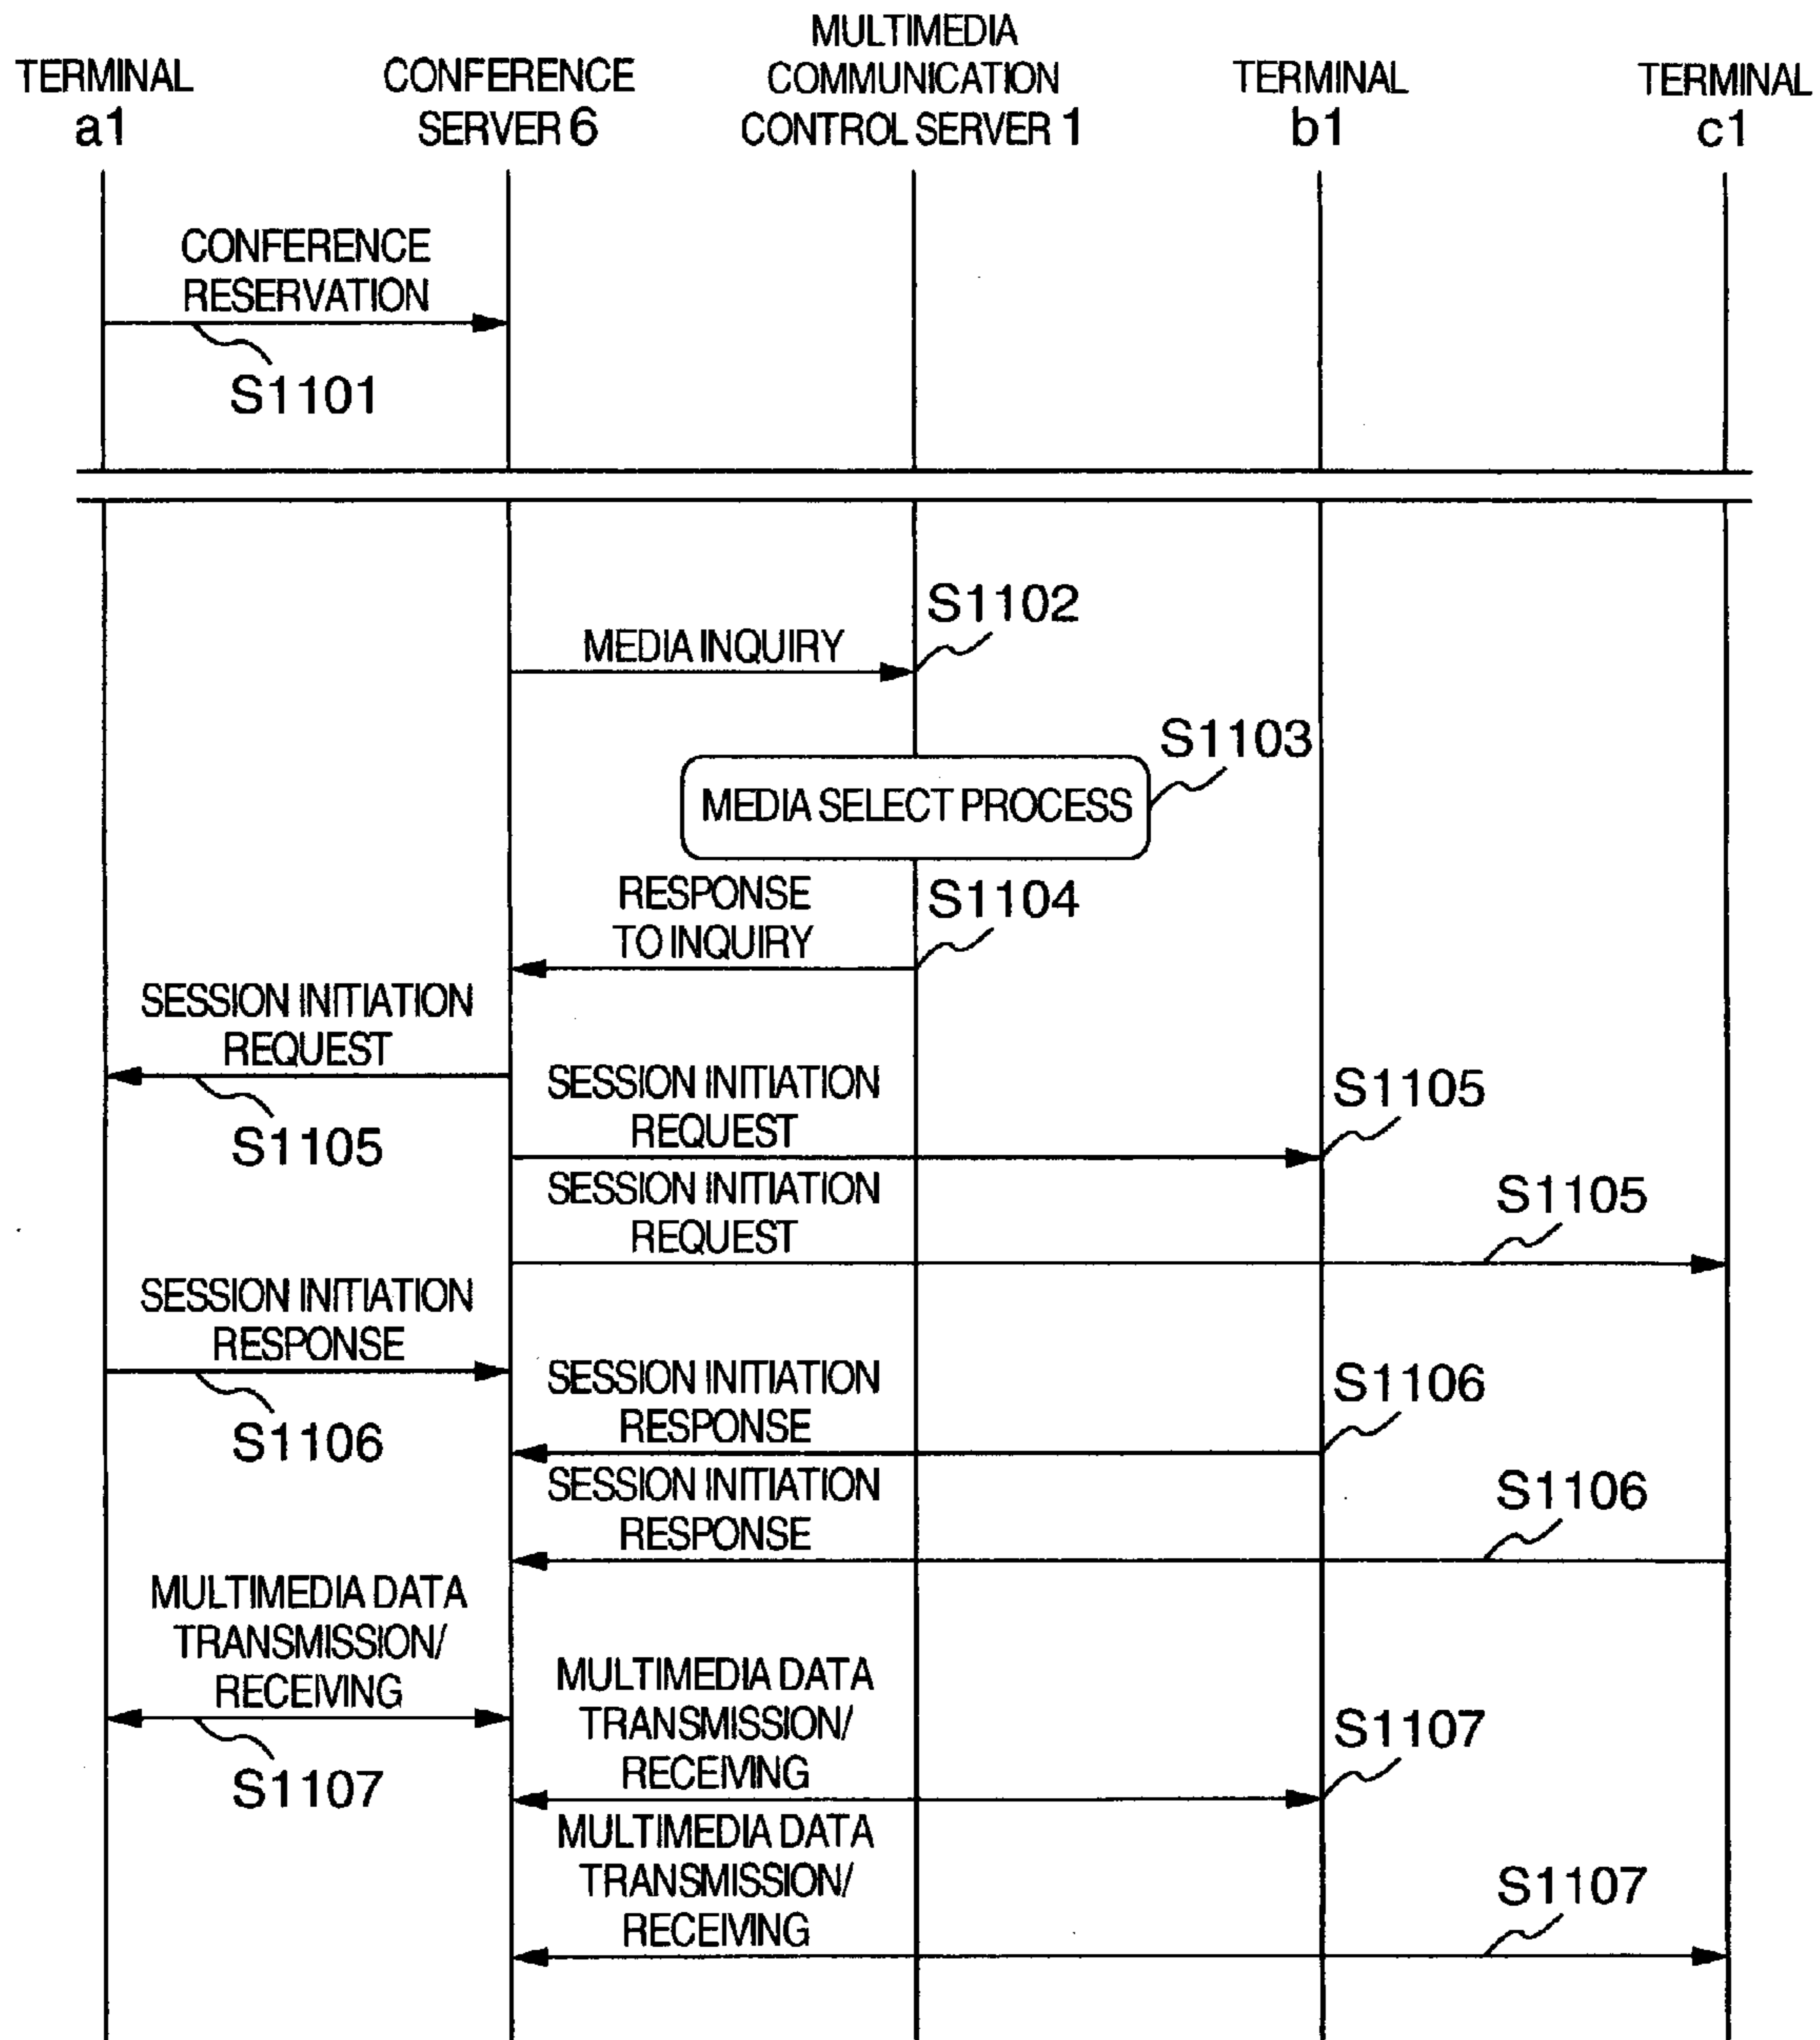 TERMINAL
a1
CONFERENCE
SERVER 6
MULTIMEDIA
COMMUNICATION
CONTROL SERVER 1
TERMINAL
b1
TERMINAL
c1
CONFERENCE
RESERVATION
S1101
S1102
MEDIA INQUIRY
S1103
MEDIA SELECT PROCESS
RESPONSE
TO INQUIRY
S1104
SESSION INITIATION
REQUEST
S1105
SESSION INITIATION
REQUEST
S1105
SESSION INITIATION
REQUEST
S1105
SESSION INITIATION
RESPONSE
S1106
SESSION INITIATION
RESPONSE
S1106
SESSION INITIATION
RESPONSE
S1106
MULTIMEDIA DATA
TRANSMISSION/
RECEIVING
S1107
MULTIMEDIA DATA
TRANSMISSION/
RECEIVING
S1107
MULTIMEDIA DATA
TRANSMISSION/
RECEIVING
S1107